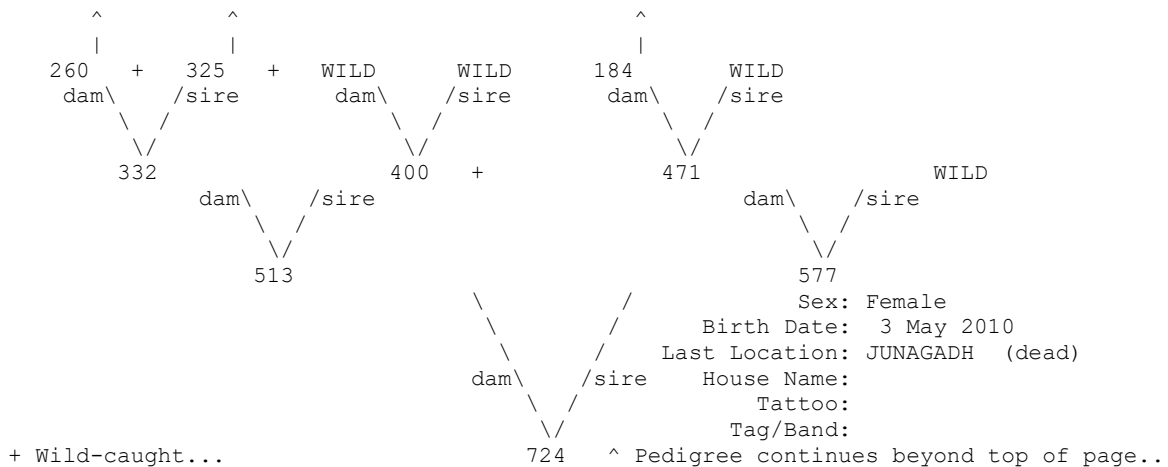 ^ ^ ^
| | |
260 + 325 + WILD WILD 184 WILD
dam\ /sire dam\ /sire dam\ /sire
\ / \ / \ /
\/ \/ \/
332 400 + 471 WILD
dam\ /sire dam\ /sire
\ / \ /
\/ \/
513 577
\ / Sex: Female
\ / Birth Date: 3 May 2010
\ / Last Location: JUNAGADH (dead)
dam\ /sire House Name:
\ / Tattoo:
\/ Tag/Band:
+ Wild-caught... 724 ^ Pedigree continues beyond top of page..